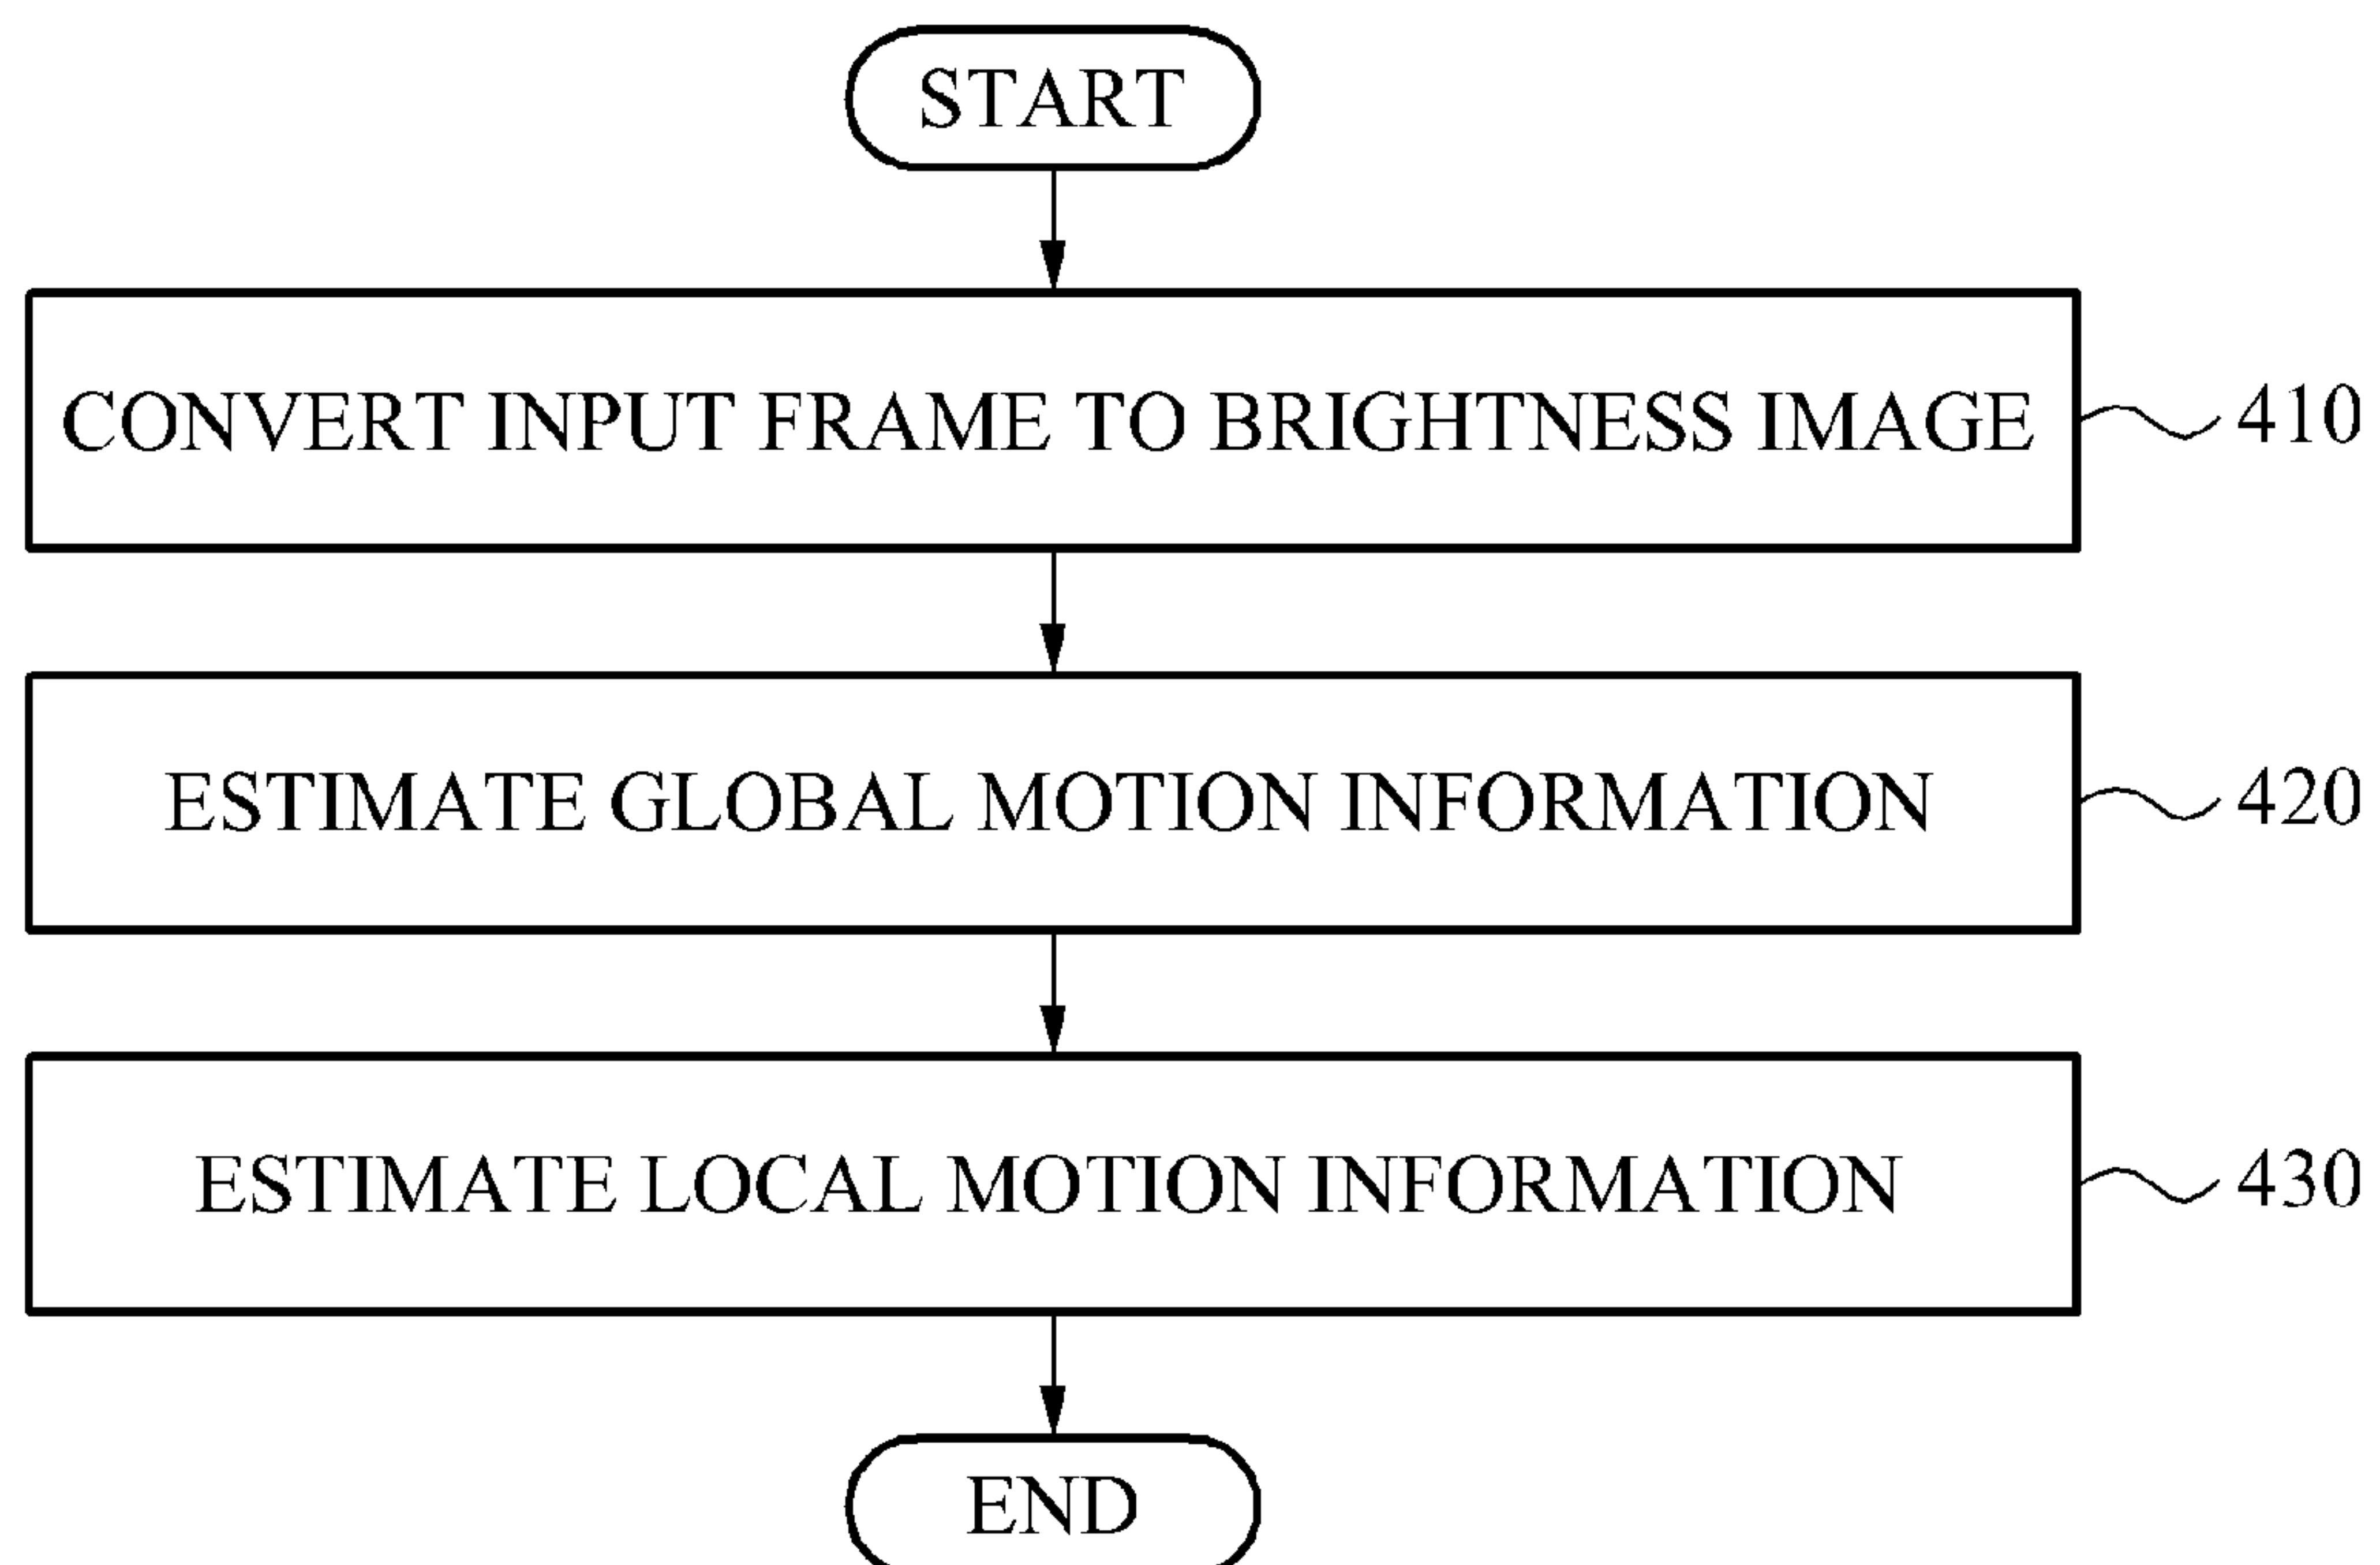 START
CONVERT INPUT FRAME TO BRIGHTNESS IMAGE 410
ESTIMATE GLOBAL MOTION INFORMATION 420
ESTIMATE LOCAL MOTION INFORMATION 430
END